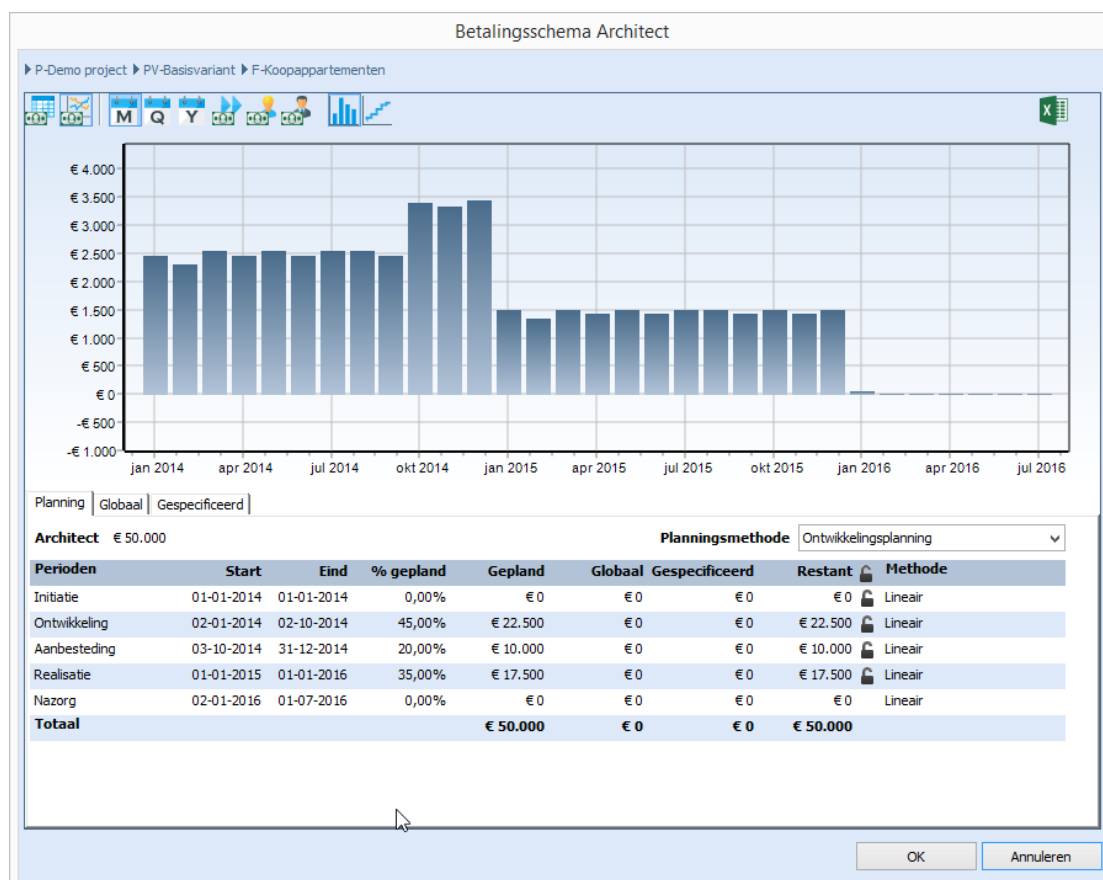 Betalingsschema Architect
P-Demo project PV-Basisvariant F-Koopappartementen
M Q Y
€ 4.000
€ 3.500
€ 3.000
€ 2.500
€ 2.000
€ 1.500
€ 1.000
€ 500
€ 0
-€ 500
-€ 1.000
jan 2014 apr 2014 jul 2014 okt 2014 jan 2015 apr 2015 jul 2015 okt 2015 jan 2016 apr 2016 jul 2016
Planning Globaal Gespecificeerd
Architect € 50.000 Planningsmethode Ontwikkelingsplanning
Perioden Start Eind % gepland Gepland Globaal Gespecificeerd Restant Methode
Initiatie 01-01-2014 01-01-2014 0,00% € 0 € 0 € 0 € 0 Lineair
Ontwikkeling 02-01-2014 02-10-2014 45,00% € 22.500 € 0 € 0 € 22.500 Lineair
Aanbesteding 03-10-2014 31-12-2014 20,00% € 10.000 € 0 € 0 € 10.000 Lineair
Realisatie 01-01-2015 01-01-2016 35,00% € 17.500 € 0 € 0 € 17.500 Lineair
Nazorg 02-01-2016 01-07-2016 0,00% € 0 € 0 € 0 € 0 Lineair
Totaal € 50.000 € 0 € 0 € 50.000
OK Annuleren